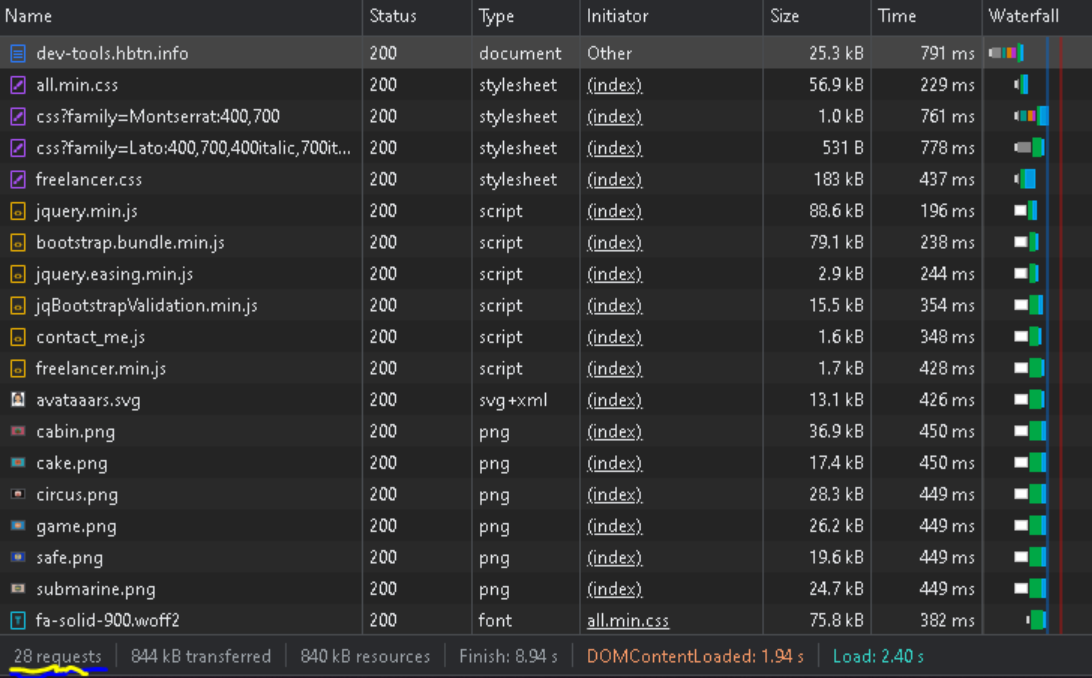 Name Status Type Initiator Size Time Waterfall
dev-tools.hbtn.info 200 document Other 25.3 kB 791 ms
all.min.css 200 stylesheet (index) 56.9 kB 229 ms
css?family=Montserrat:400,700 200 stylesheet (index) 1.0 kB 761 ms
css?family=Lato:400,700,400italic,700it... 200 stylesheet (index) 531 B 778 ms
freelancer.css 200 stylesheet (index) 183 kB 437 ms
jquery.min.js 200 script (index) 88.6 kB 196 ms
bootstrap.bundle.min.js 200 script (index) 79.1 kB 238 ms
jquery.easing.min.js 200 script (index) 2.9 kB 244 ms
jqBootstrapValidation.min.js 200 script (index) 15.5 kB 354 ms
contact_me.js 200 script (index) 1.6 kB 348 ms
freelancer.min.js 200 script (index) 1.7 kB 428 ms
avataaars.svg 200 svg+xml (index) 13.1 kB 426 ms
cabin.png 200 png (index) 36.9 kB 450 ms
cake.png 200 png (index) 17.4 kB 450 ms
circus.png 200 png (index) 28.3 kB 449 ms
game.png 200 png (index) 26.2 kB 449 ms
safe.png 200 png (index) 19.6 kB 449 ms
submarine.png 200 png (index) 24.7 kB 449 ms
fa-solid-900.woff2 200 font all.min.css 75.8 kB 382 ms
28 requests 844 kB transferred 840 kB resources Finish: 8.94 s DOMContentLoaded: 1.94 s Load: 2.40 s